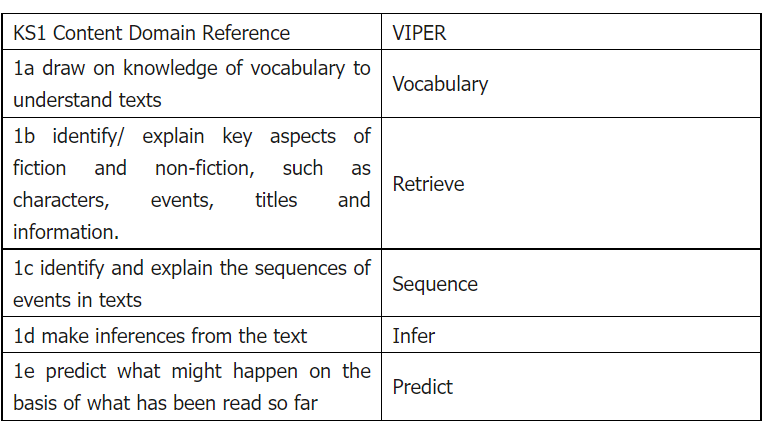 KS1 Content Domain Reference VIPER
1a draw on knowledge of vocabulary to
understand texts
Vocabulary
1b identify/ explain key aspects of
fiction and non-fiction, such as
characters, events, titles and
information.
Retrieve
1c identify and explain the sequences of
events in texts
Sequence
1d make inferences from the text Infer
1e predict what might happen on the
basis of what has been read so far
Predict